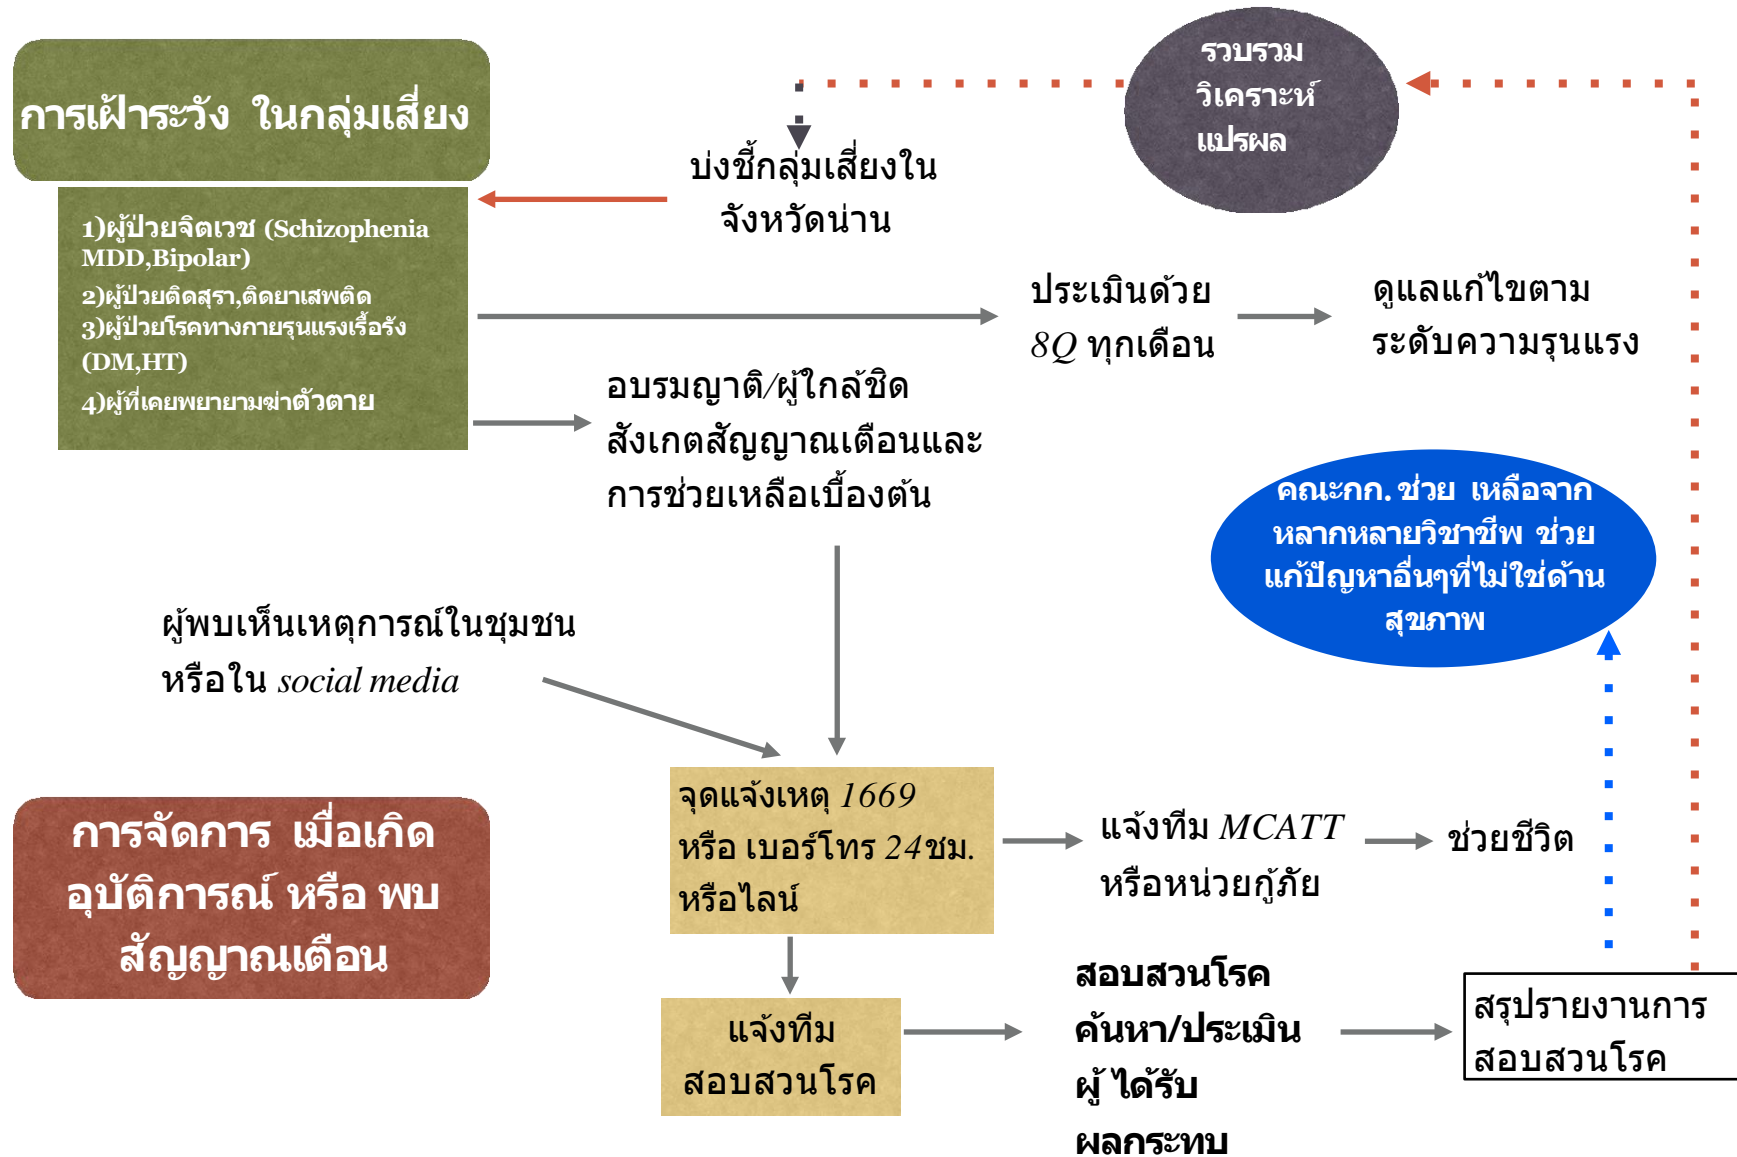 การเฝ้าระวัง ในกลุ่มเสี่ยง
1)ผู้ป่วยจิตเวช (Schizophenia
MDD,Bipolar)
2)ผู้ป่วยติดสุรา,ติดยาเสพติด
3)ผู้ป่วยโรคทางกายรุนแรงเรื้อรัง
(DM,HT)
4)ผู้ที่เคยพยายามฆ่าตัวตาย
รวบรวม
วิเคราะห์
แปรผล
บ่งชี้กลุ่มเสี่ยงใน
จังหวัดน่าน
ประเมินด้วย
8Q ทุกเดือน
ดูแลแก้ไขตาม
ระดับความรุนแรง
อบรมญาติ/ผู้ใกล้ชิด
สังเกตสัญญาณเตือนและ
การช่วยเหลือเบื้องต้น
คณะกก. ช่วย เหลือจาก
หลากหลายวิชาชีพ ช่วย
แก้ปัญหาอื่นๆที่ไม่ใช่ด้าน
สุขภาพ
ผู้พบเห็นเหตุการณ์ในชุมชน
หรือใน social media
การจัดการ เมื่อเกิด
อุบัติการณ์ หรือ พบ
สัญญาณเตือน
จุดแจ้งเหตุ 1669
หรือ เบอร์โทร 24ชม.
หรือไลน์
แจ้งทีม MCATT
หรือหน่วยกู้ภัย
ช่วยชีวิต
แจ้งทีม
สอบสวนโรค
สอบสวนโรค
ค้นหา/ประเมิน
ผู้ ได้รับ
ผลกระทบ
สรุปรายงานการ
สอบสวนโรค